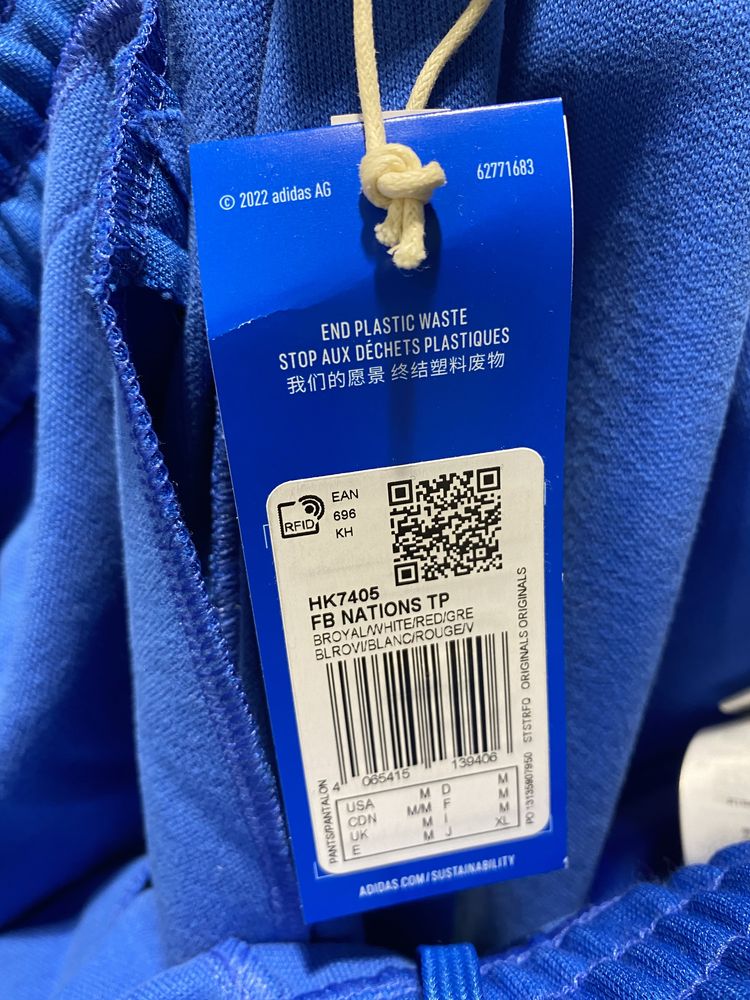 © 2022 adidas AG
62771683
END PLASTIC WASTE
STOP AUX DÉCHETS PLASTIQUES
我们的愿景 终结塑料废物
RFID
EAN
696
KH
HK7405
FB NATIONS TP
BROYAL/WHITE/RED/GRE
BLROVI/BLANC/ROUGE/V
4 065415 139406
USA M D M
CDN M/M F M
UK M I M
E M J XL
PANTS/PANTALON
PO 13135907950 STSTRFO ORIGINALS ORIGINALS
ADIDAS.COM/SUSTAINABILITY